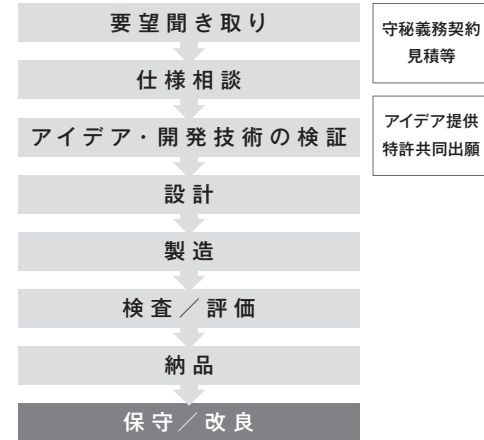 要望聞き取り
守秘義務契約
見積等
仕様相談
アイデア・開発技術の検証
アイデア提供
特許共同出願
設計
製造
検査／評価
納品
保守／改良